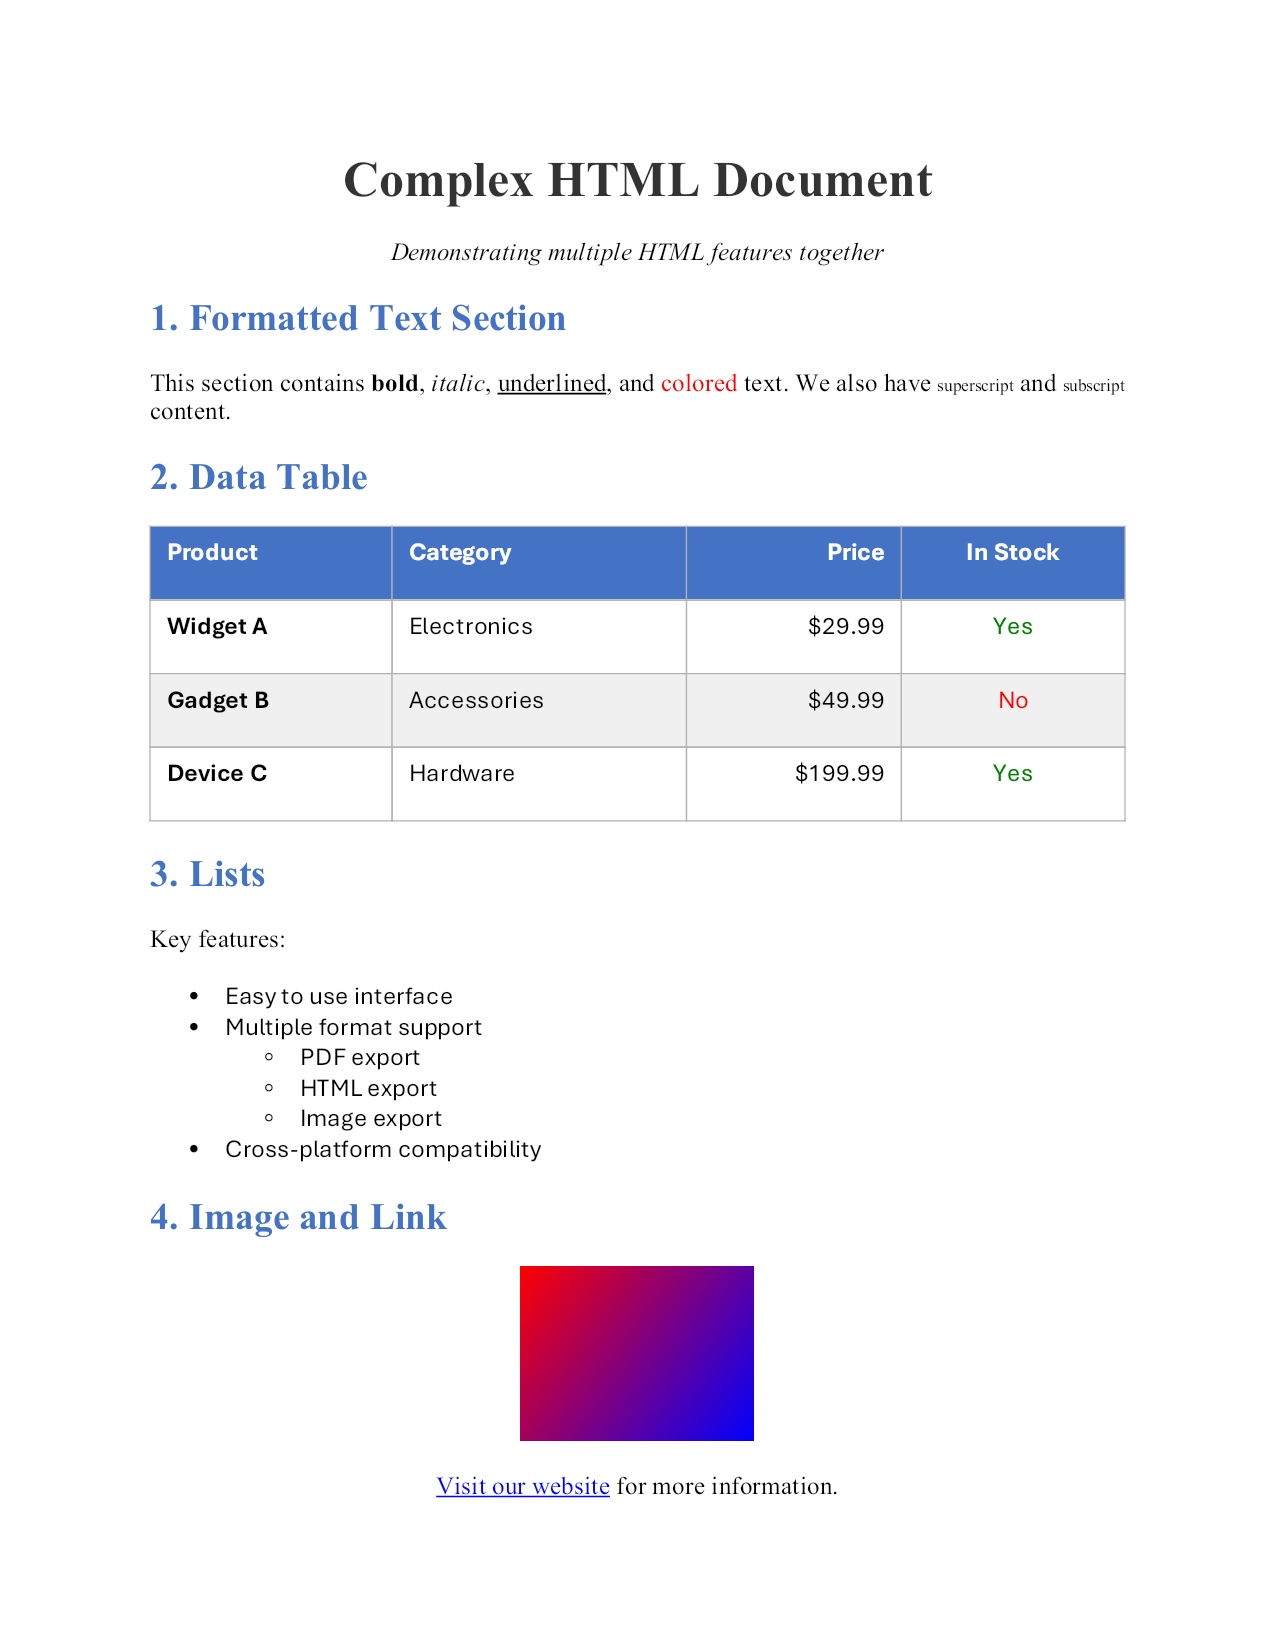 Complex HTML Document
Demonstrating multiple HTML features together
1. Formatted Text Section
This section contains bold, italic, underlined, and colored text. We also have superscript and subscript
content.
2. Data Table
Product Category Price In Stock
Widget A Electronics $29.99 Yes
Gadget B Accessories $49.99 No
Device C Hardware $199.99 Yes
3. Lists
Key features:
• Easy to use interface
• Multiple format support
◦ PDF export
◦ HTML export
◦ Image export
• Cross-platform compatibility
4. Image and Link
Visit our website for more information.